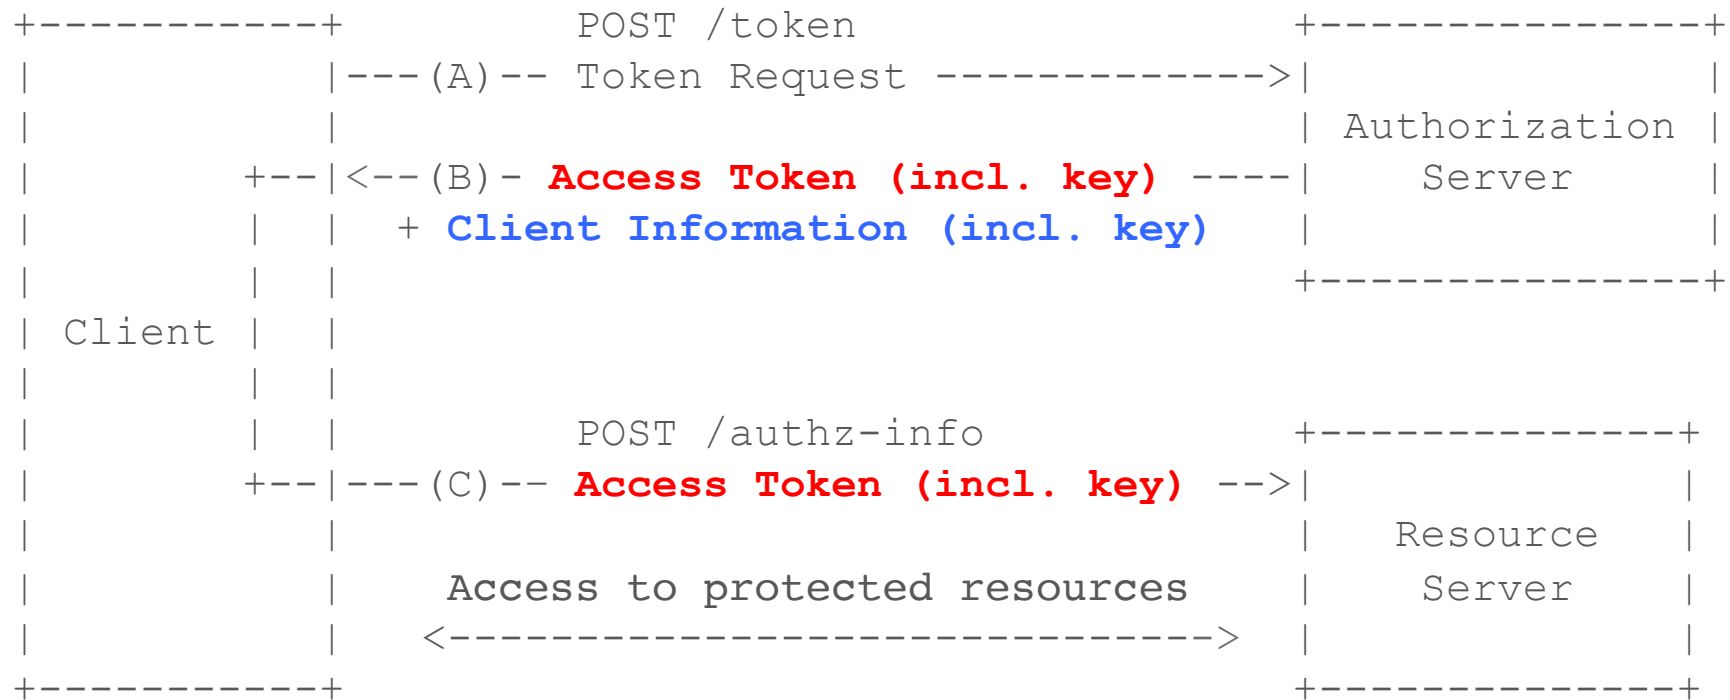 +-----------+ POST /token +---------------+
| |---(A)-- Token Request ------------->| |
| | | Authorization |
| +--|<--(B)- Access Token (incl. key) ----| Server |
| | | + Client Information (incl. key) | |
| | | +---------------+
| Client | |
| | |
| | | POST /authz-info +--------------+
| +--|---(C)-- Access Token (incl. key) -->| |
| | | Resource |
| | Access to protected resources | Server |
| | <------------------------------> | |
+-----------+ +--------------+